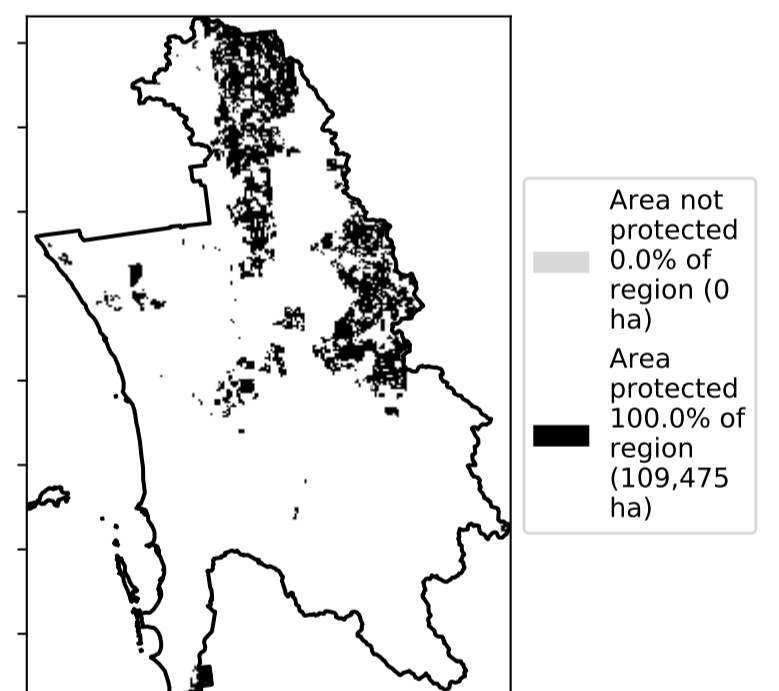 Area not
protected
0.0% of
region (0
ha)
Area
protected
100.0% of
region
(109,475
ha)